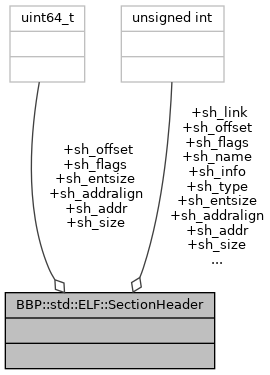 uint64_t
unsigned int
+sh_offset
+sh_flags
+sh_entsize
+sh_addralign
+sh_addr
+sh_size
+sh_link
+sh_offset
+sh_flags
+sh_name
+sh_info
+sh_type
+sh_entsize
+sh_addralign
+sh_addr
+sh_size
...
BBP::std::ELF::SectionHeader